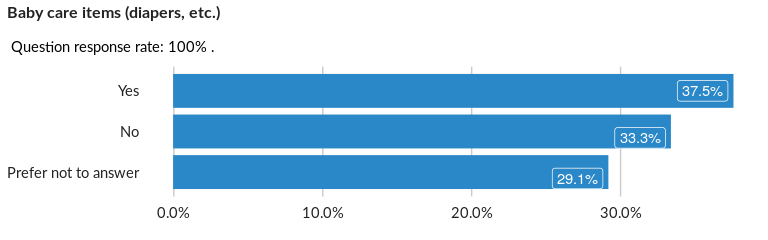 Baby care items (diapers, etc.)
Question response rate: 100% .
Yes
37.5%
No
33.3%
Prefer not to answer
29.1%
0.0% 10.0% 20.0% 30.0%